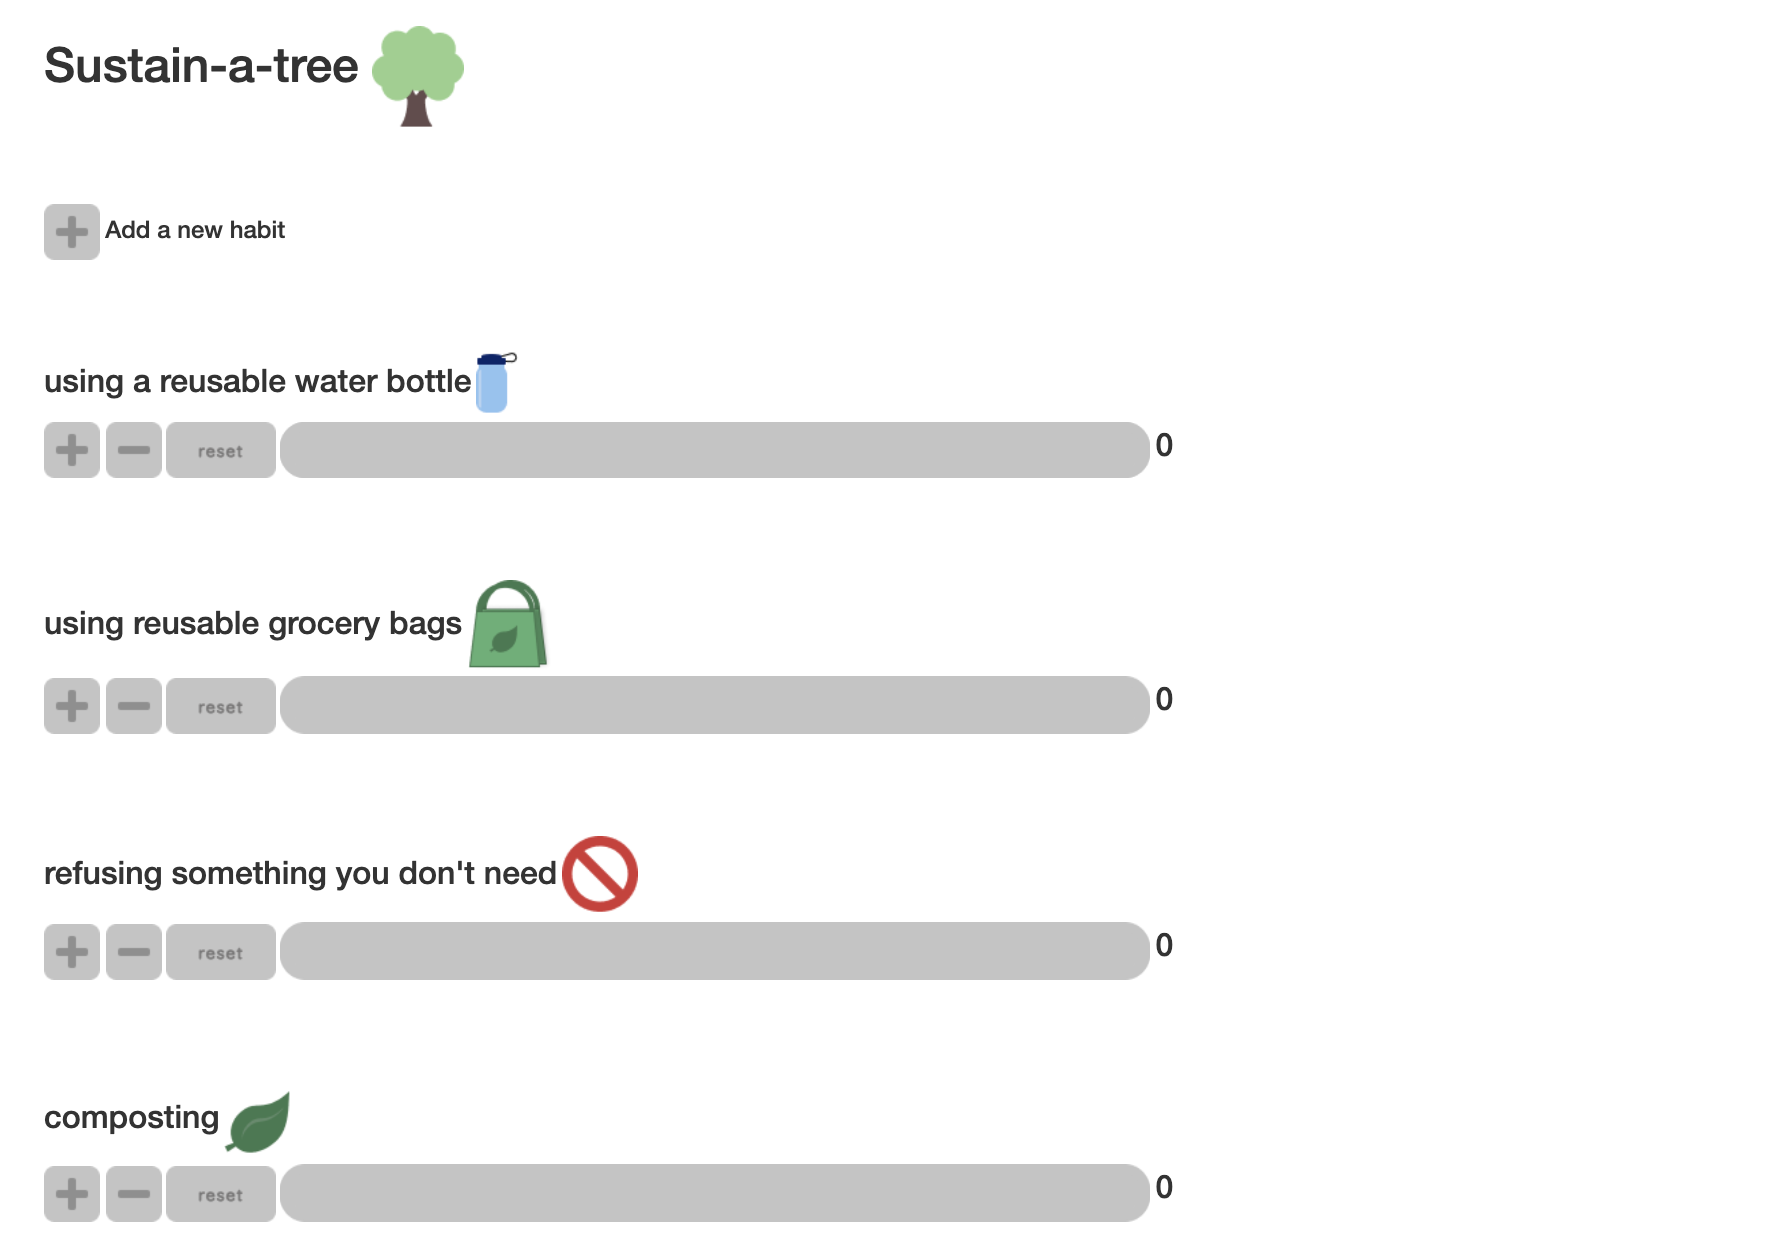 Sustain-a-tree
Add a new habit
using a reusable water bottle
reset 0
using reusable grocery bags
reset 0
refusing something you don't need
reset 0
composting
reset 0